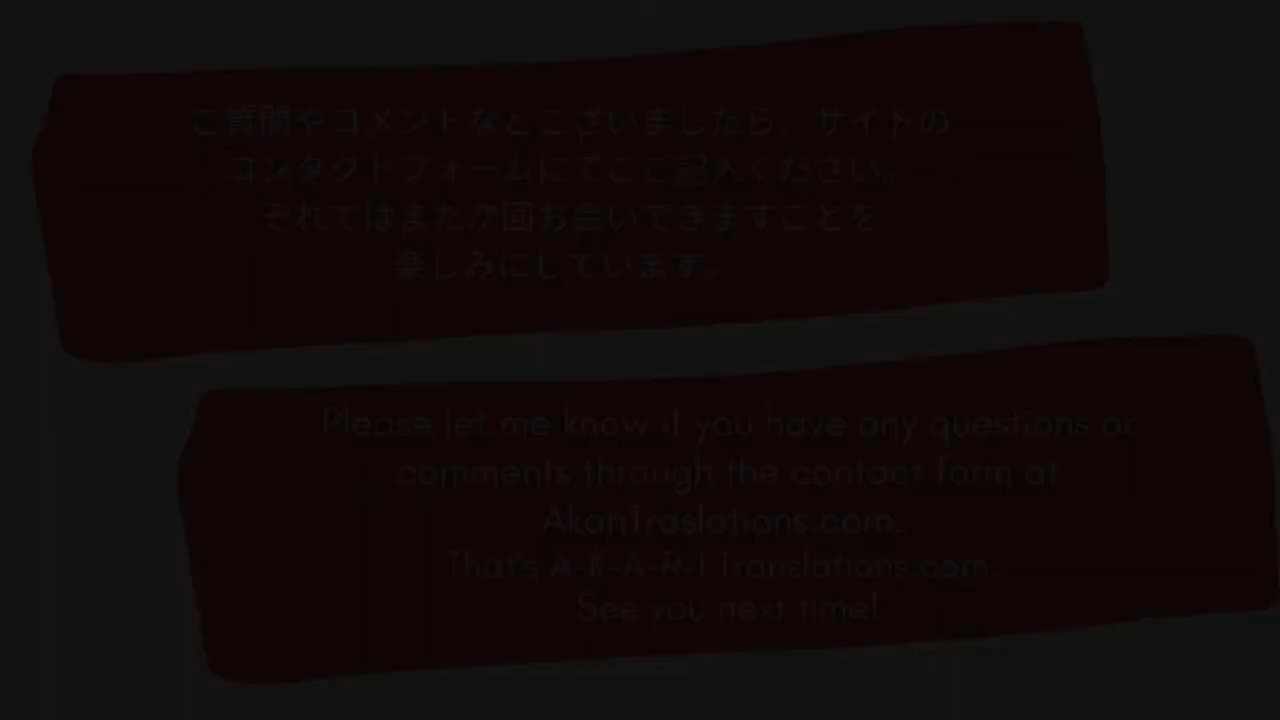 ご質問やコメントなどございましたら、サイトの
コンタクトフォームにてご記入ください。
それではまた次回お会いできますことを
楽しみにしています。
Please let me know if you have any questions or
comments through the contact form at
AkariTraslations.com.
That's A-K-A-R-I Translations.com.
See you next time!